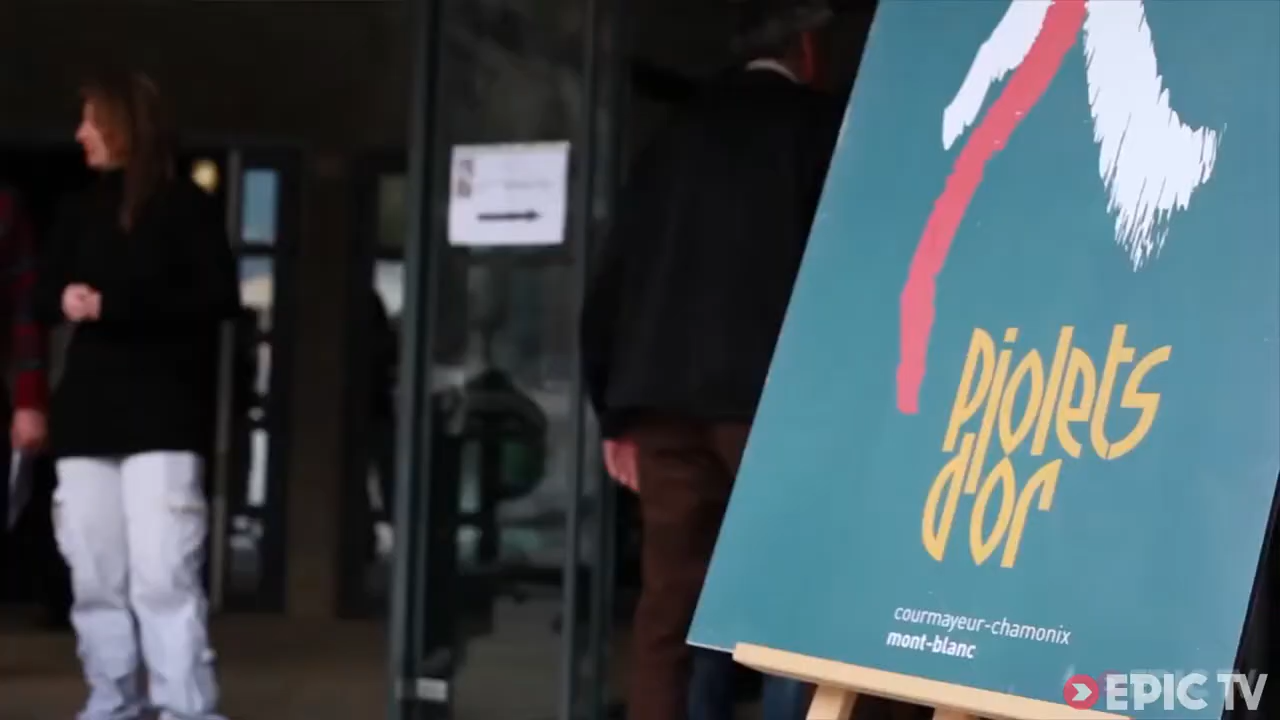 Piolets
d'or
courmayeur-chamonix
mont-blanc
EPIC TV